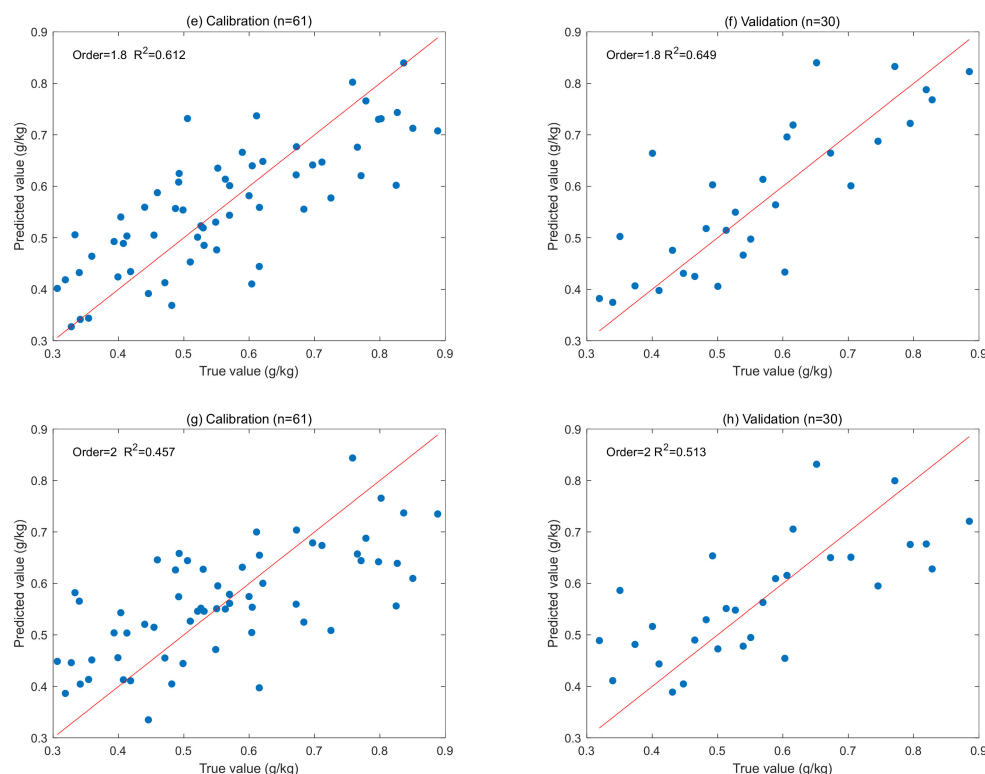 (e) Calibration (n=61)
Order=1.8 R²=0.612
0.9
0.8
0.7
0.6
0.5
0.4
0.3
Predicted value (g/kg)
0.3 0.4 0.5 0.6 0.7 0.8 0.9
True value (g/kg)
(f) Validation (n=30)
Order=1.8 R²=0.649
0.9
0.8
0.7
0.6
0.5
0.4
0.3
Predicted value (g/kg)
0.3 0.4 0.5 0.6 0.7 0.8 0.9
True value (g/kg)
(g) Calibration (n=61)
Order=2 R²=0.457
0.9
0.8
0.7
0.6
0.5
0.4
0.3
Predicted value (g/kg)
0.3 0.4 0.5 0.6 0.7 0.8 0.9
True value (g/kg)
(h) Validation (n=30)
Order=2 R²=0.513
0.9
0.8
0.7
0.6
0.5
0.4
0.3
Predicted value (g/kg)
0.3 0.4 0.5 0.6 0.7 0.8 0.9
True value (g/kg)